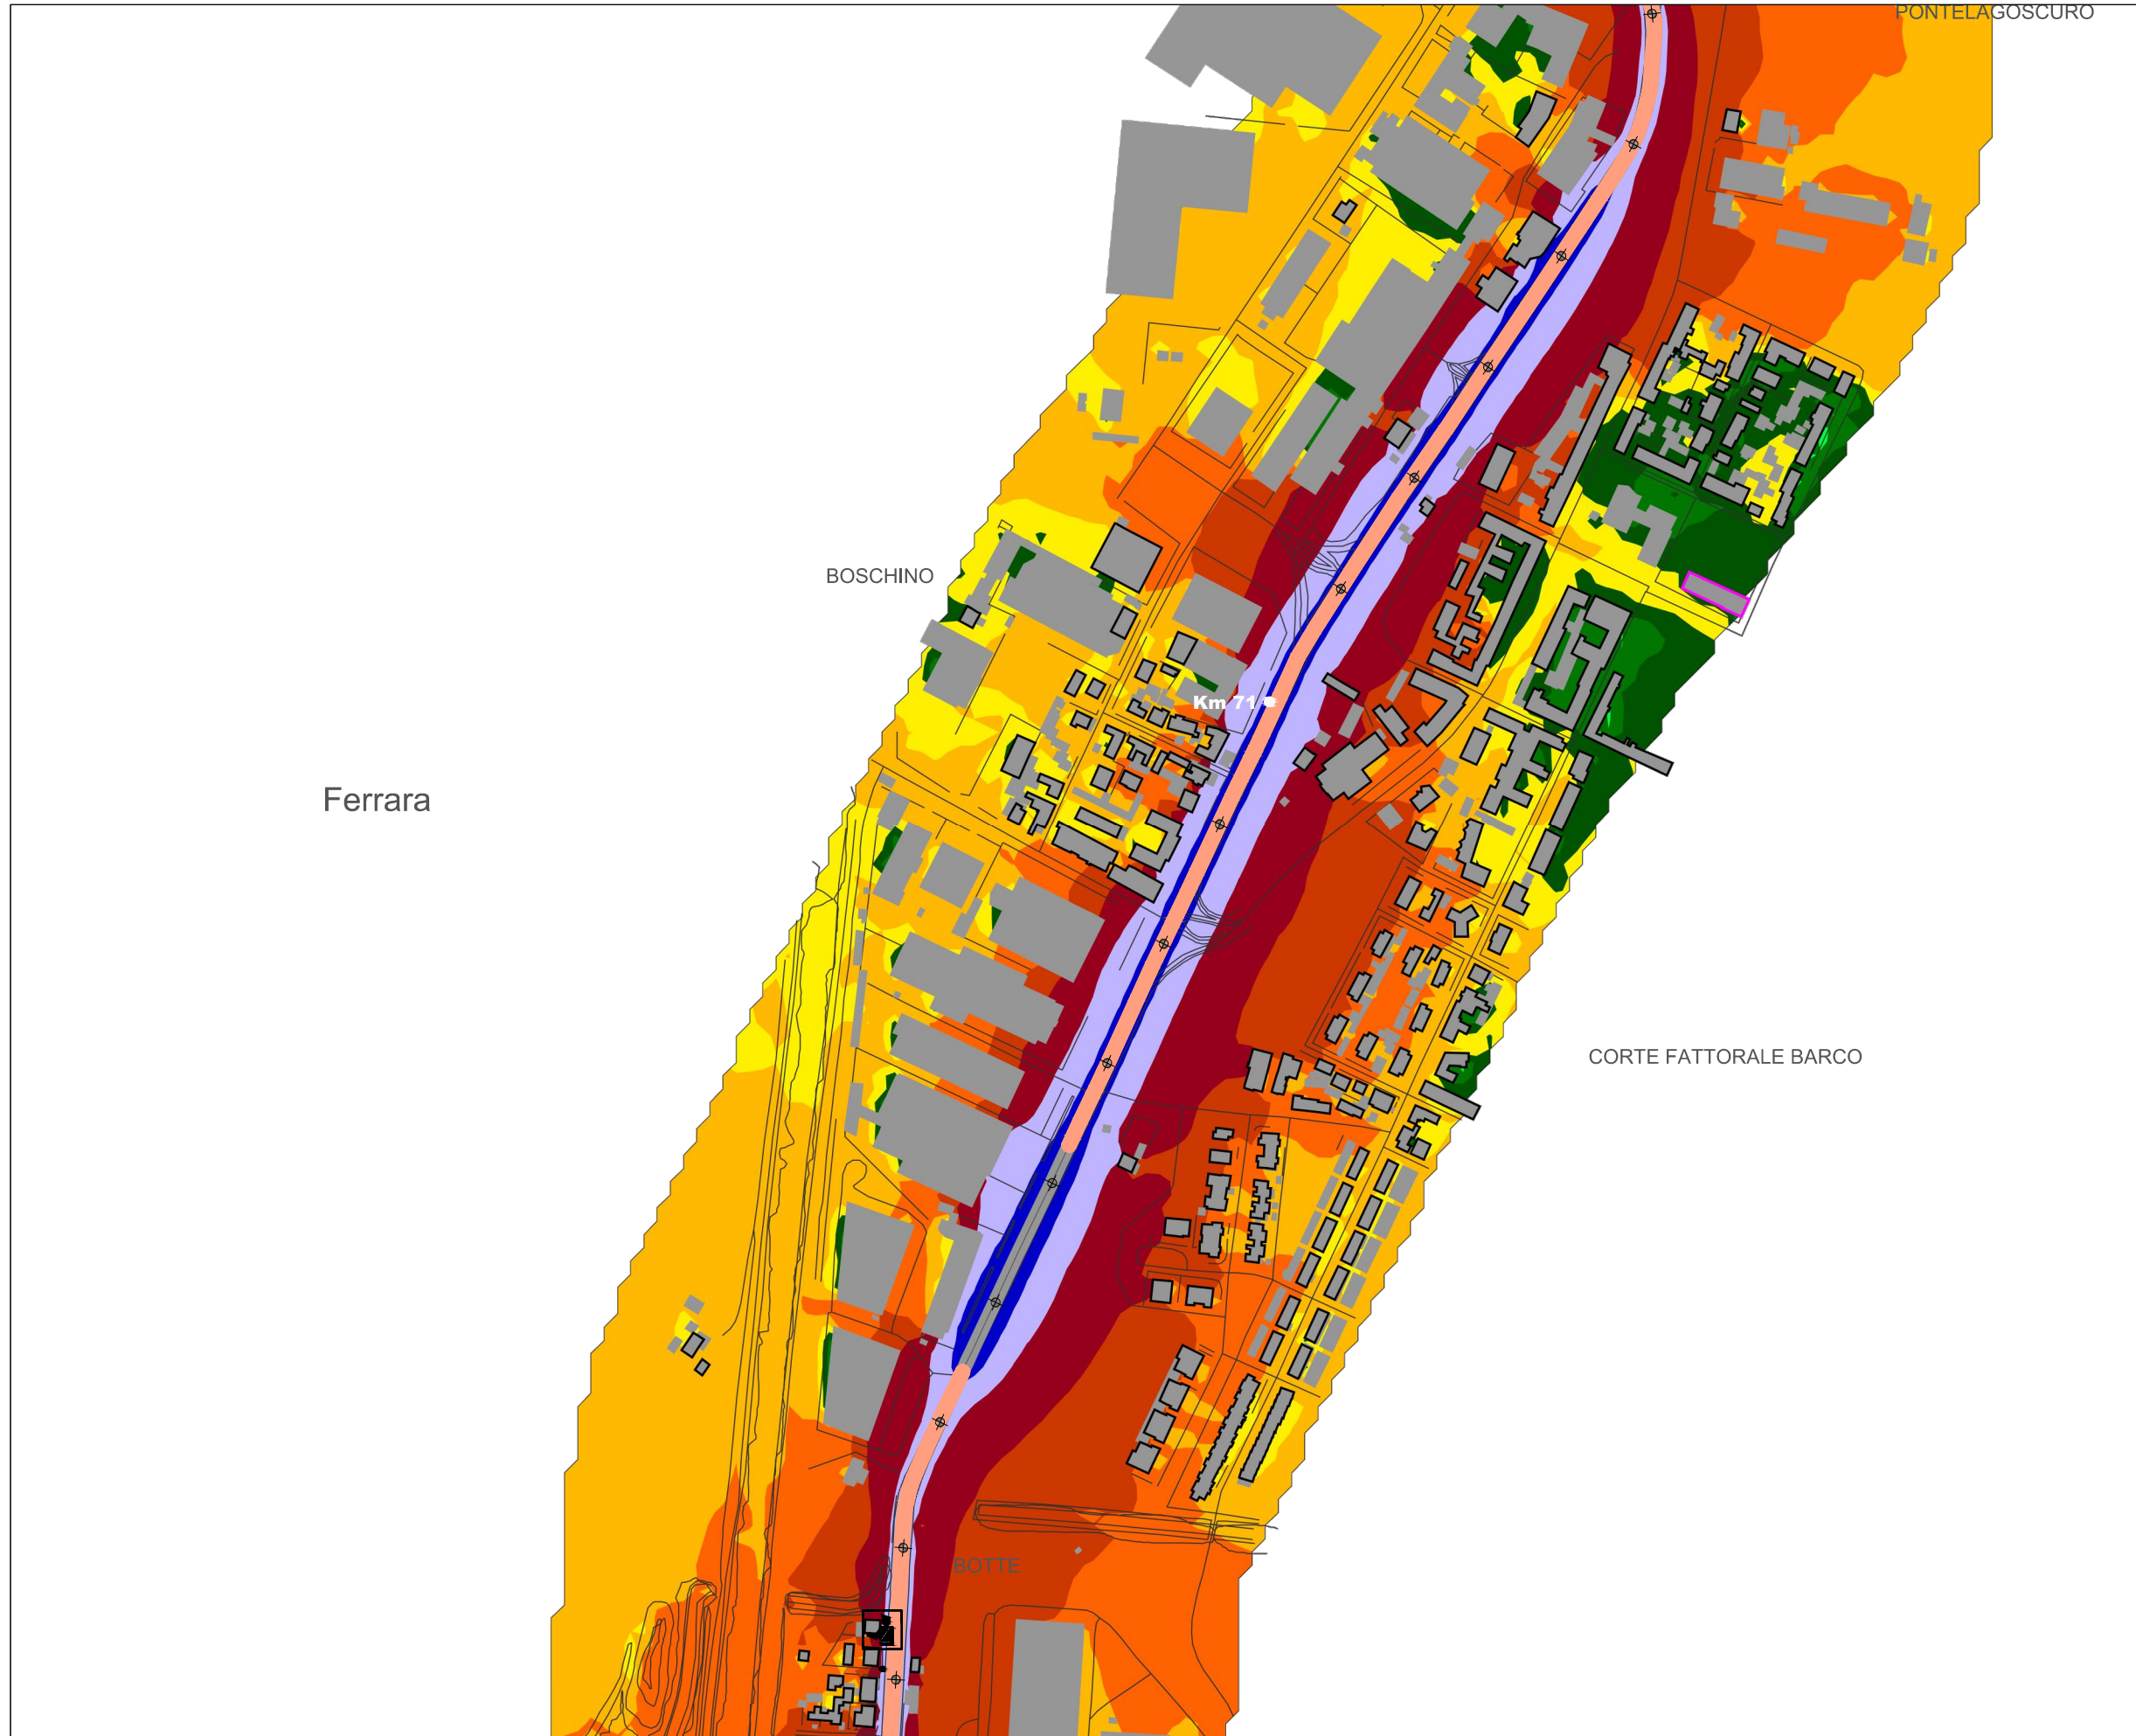 PONTELAGOSCURO
BOSCHINO
Km 71
Ferrara
CORTE FATTORALE BARCO
BOTTE